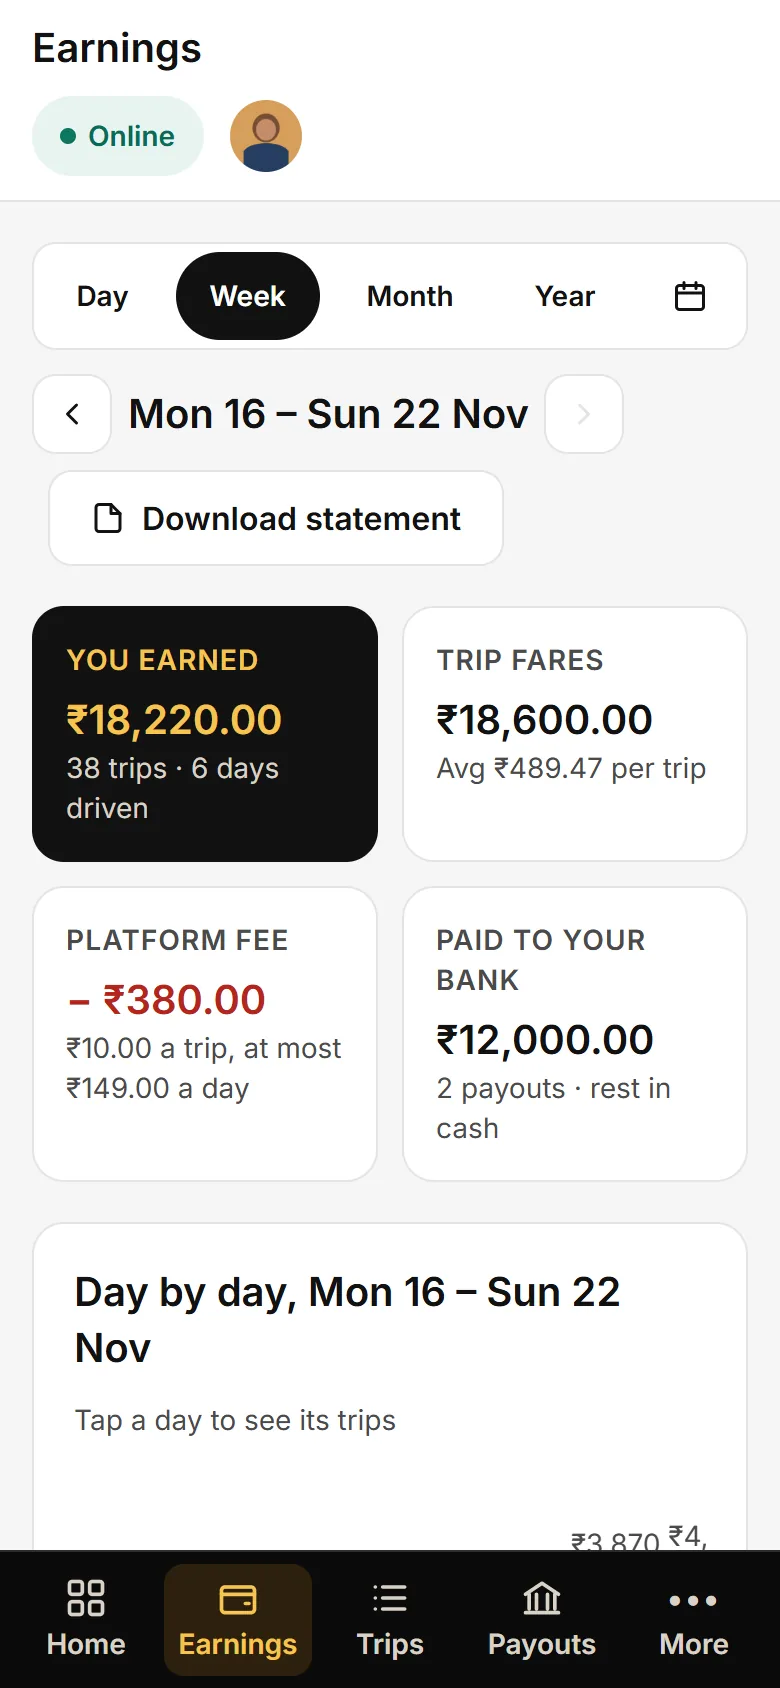 Earnings
Online
Day Week Month Year
Mon 16 – Sun 22 Nov
Download statement
YOU EARNED
₹18,220.00
38 trips · 6 days
driven
TRIP FARES
₹18,600.00
Avg ₹489.47 per trip
PLATFORM FEE
– ₹380.00
₹10.00 a trip, at most
₹149.00 a day
PAID TO YOUR
BANK
₹12,000.00
2 payouts · rest in
cash
Day by day, Mon 16 – Sun 22
Nov
Tap a day to see its trips
₹3,870 ₹4,
Home Earnings Trips Payouts More